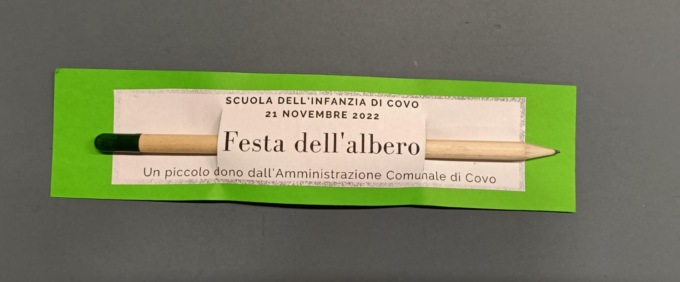 SCUOLA DELL'INFANZIA DI COVO
21 NOVEMBRE 2022
Festa dell'albero
Un piccolo dono dall'Amministrazione Comunale di Covo